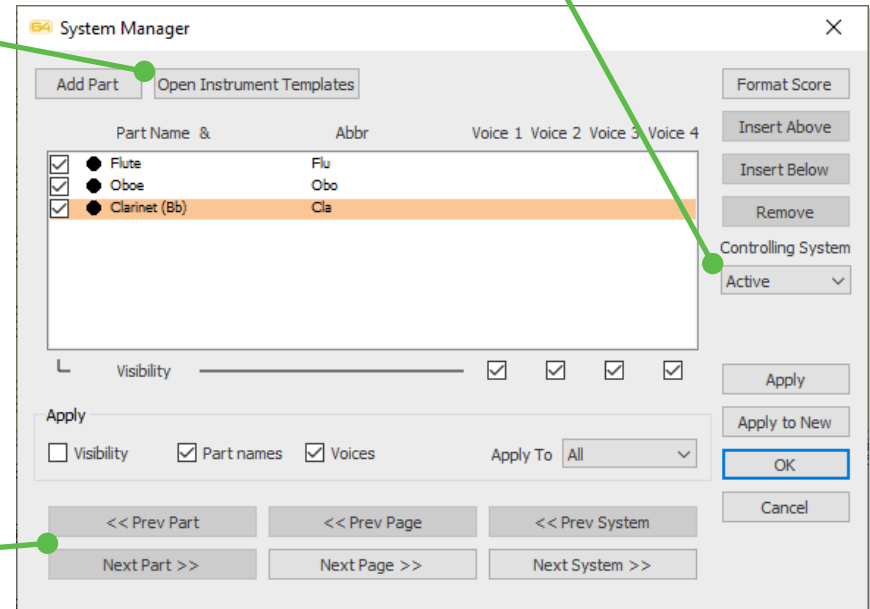 64 System Manager
Add Part Open Instrument Templates Format Score
Part Name & Abbr Voice 1 Voice 2 Voice 3 Voice 4 Insert Above
Flute Flu
Insert Below
Oboe Obo
Clarinet (Bb) Cla Remove
Controlling System
Active
Visibility
Apply
Apply
Apply to New
Visibility Part names Voices Apply To All
OK
Cancel
<< Prev Part << Prev Page << Prev System
Next Part >> Next Page >> Next System >>